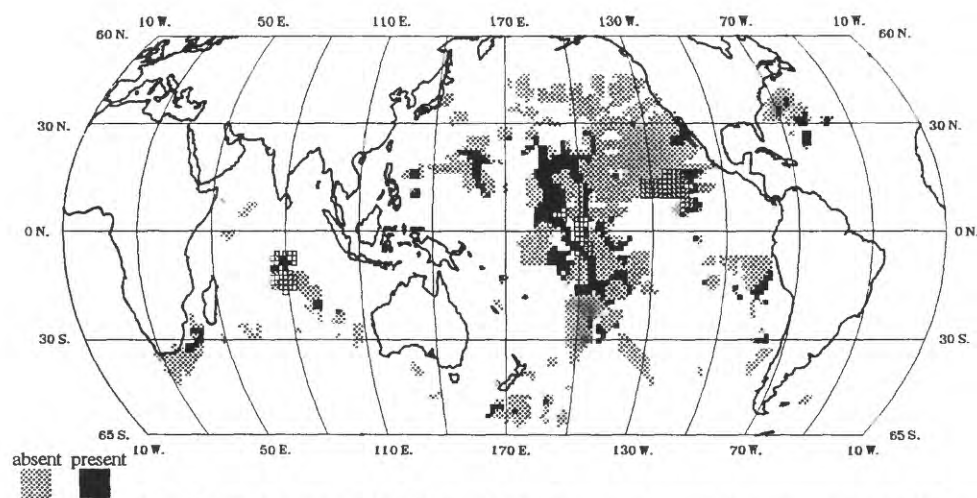 10 W. 50 E. 110 E. 170 E. 130 W. 70 W. 10 W.
60 N. 60 N.
30 N. 30 N.
0 N. 0 N.
30 S. 30 S.
65 S. 65 S.
10 W. 50 E. 110 E. 170 E. 130 W. 70 W. 10 W.
absent present